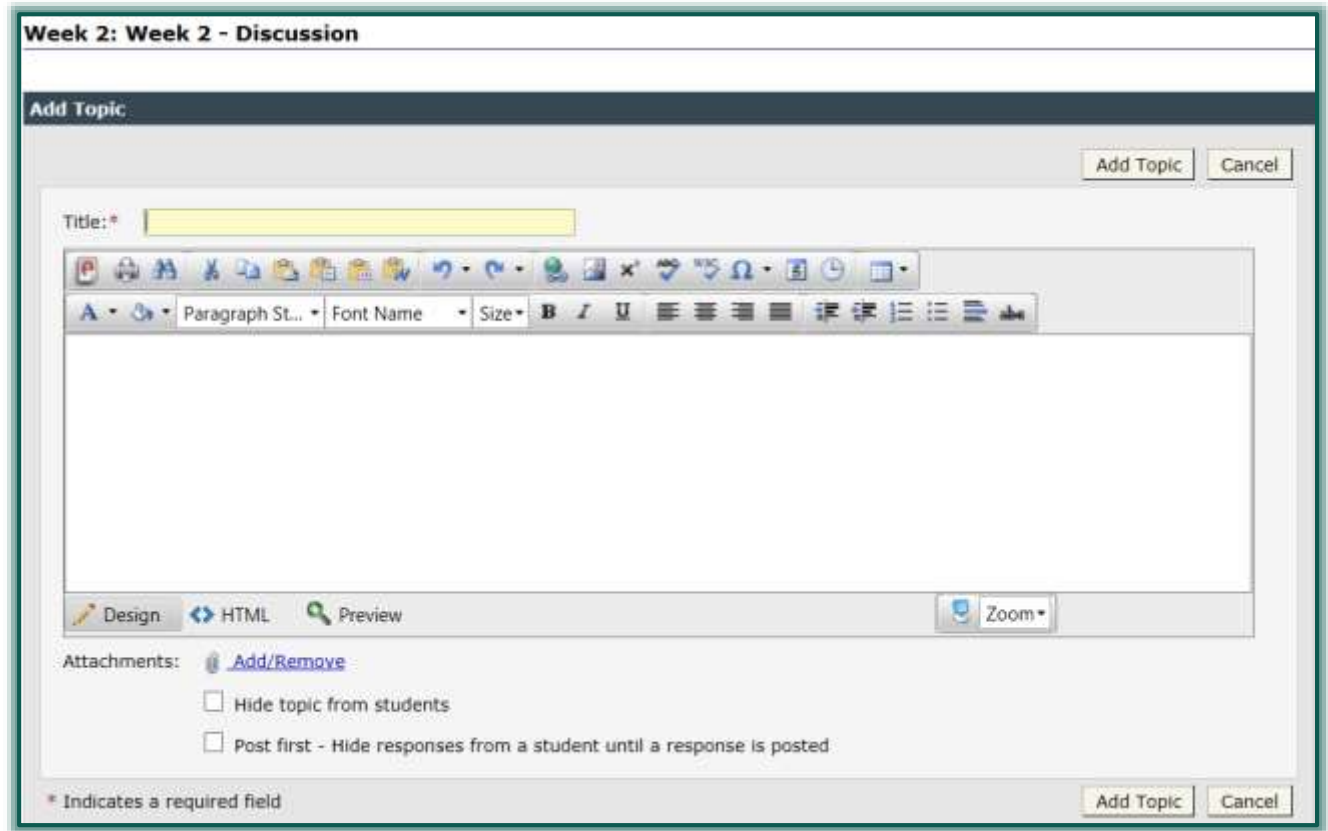 Week 2: Week 2 - Discussion
Add Topic
Add Topic Cancel
Title:*
A Paragraph St... Font Name Size B I U abc
Design HTML Preview Zoom
Attachments: Add/Remove
Hide topic from students
Post first - Hide responses from a student until a response is posted
* Indicates a required field Add Topic Cancel